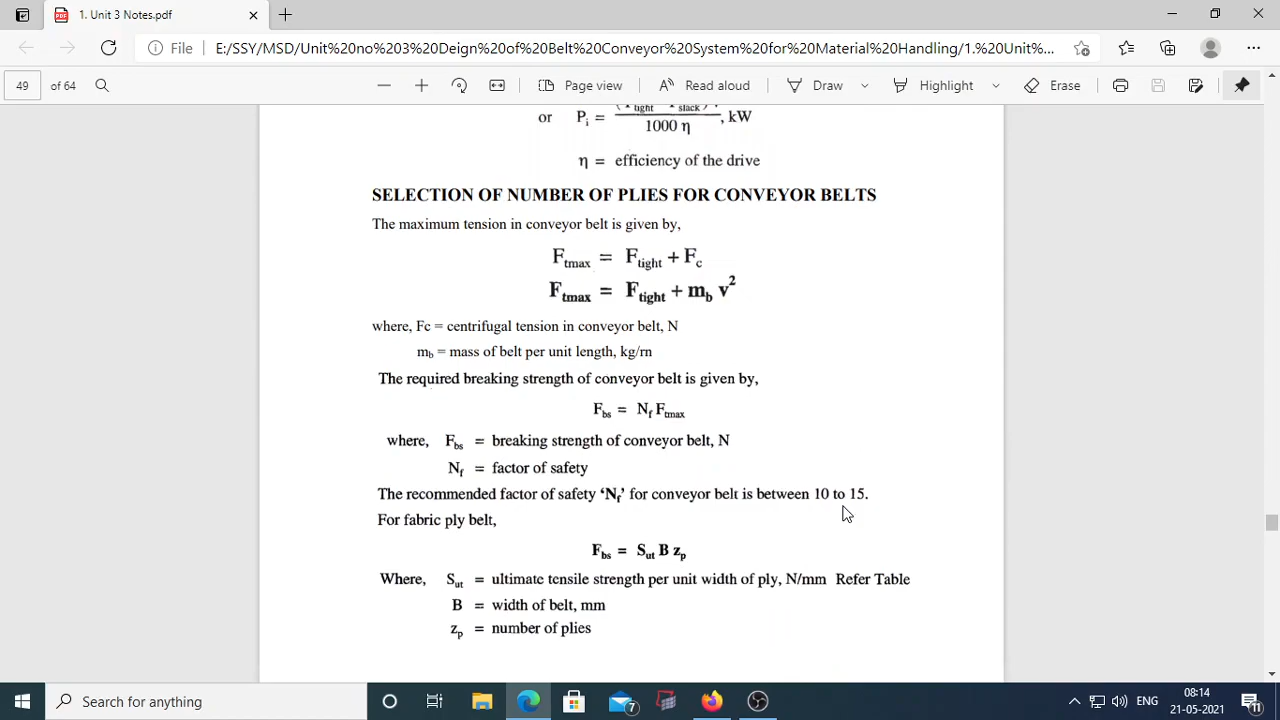 1. Unit 3 Notes.pdf
File E:/SSY/MSD/Unit%20no%203%20Deign%20of%20Belt%20Conveyor%20System%20for%20Material%20Handling/1.%20Unit%...
49 of 64 Page view Read aloud Draw Highlight Erase
or P_i = (F_tight − F_slack) / 1000 η, kW
η = efficiency of the drive
SELECTION OF NUMBER OF PLIES FOR CONVEYOR BELTS
The maximum tension in conveyor belt is given by,
F_tmax = F_tight + F_c
F_tmax = F_tight + m_b v²
where, Fc = centrifugal tension in conveyor belt, N
m_b = mass of belt per unit length, kg/rn
The required breaking strength of conveyor belt is given by,
F_bs = N_f F_tmax
where, F_bs = breaking strength of conveyor belt, N
N_f = factor of safety
The recommended factor of safety 'N_f' for conveyor belt is between 10 to 15.
For fabric ply belt,
F_bs = S_ut B z_p
Where, S_ut = ultimate tensile strength per unit width of ply, N/mm Refer Table
B = width of belt, mm
z_p = number of plies
Search for anything
7
ENG
08:14
21-05-2021
11